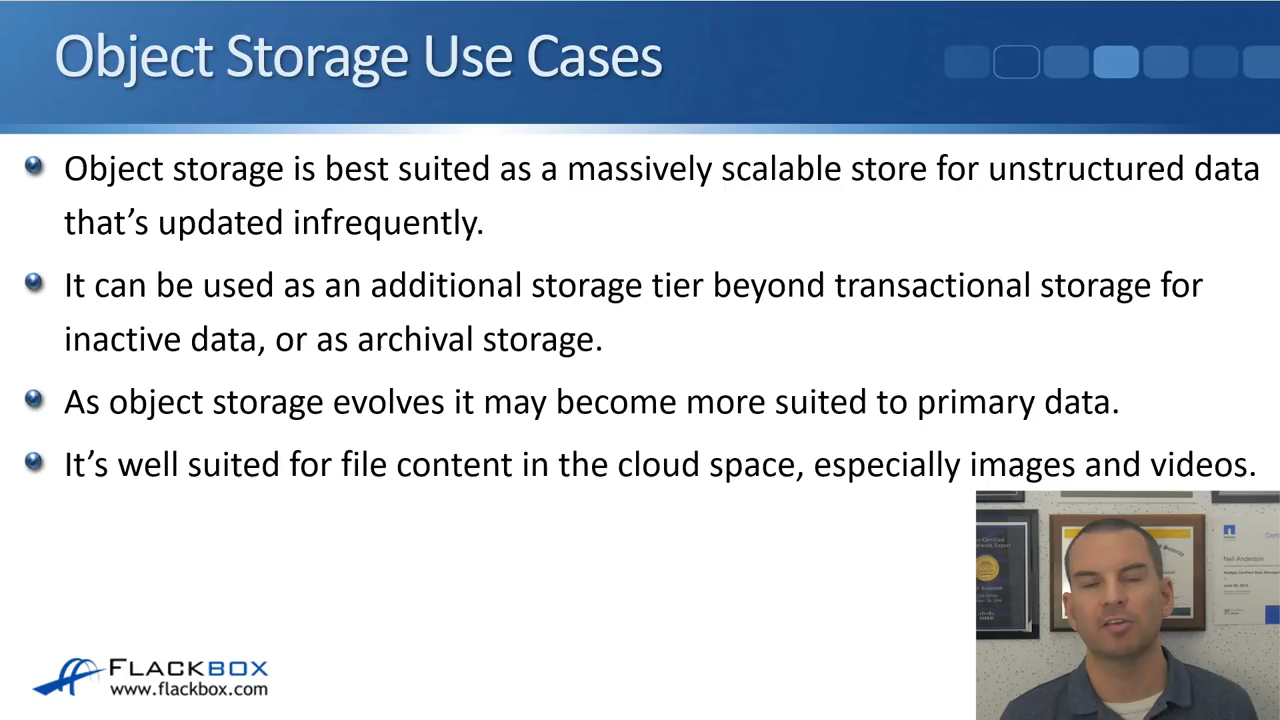 Object Storage Use Cases
Object storage is best suited as a massively scalable store for unstructured data
that’s updated infrequently.
It can be used as an additional storage tier beyond transactional storage for
inactive data, or as archival storage.
As object storage evolves it may become more suited to primary data.
It’s well suited for file content in the cloud space, especially images and videos.
Neil Anderson
FLACKBOX
www.flackbox.com